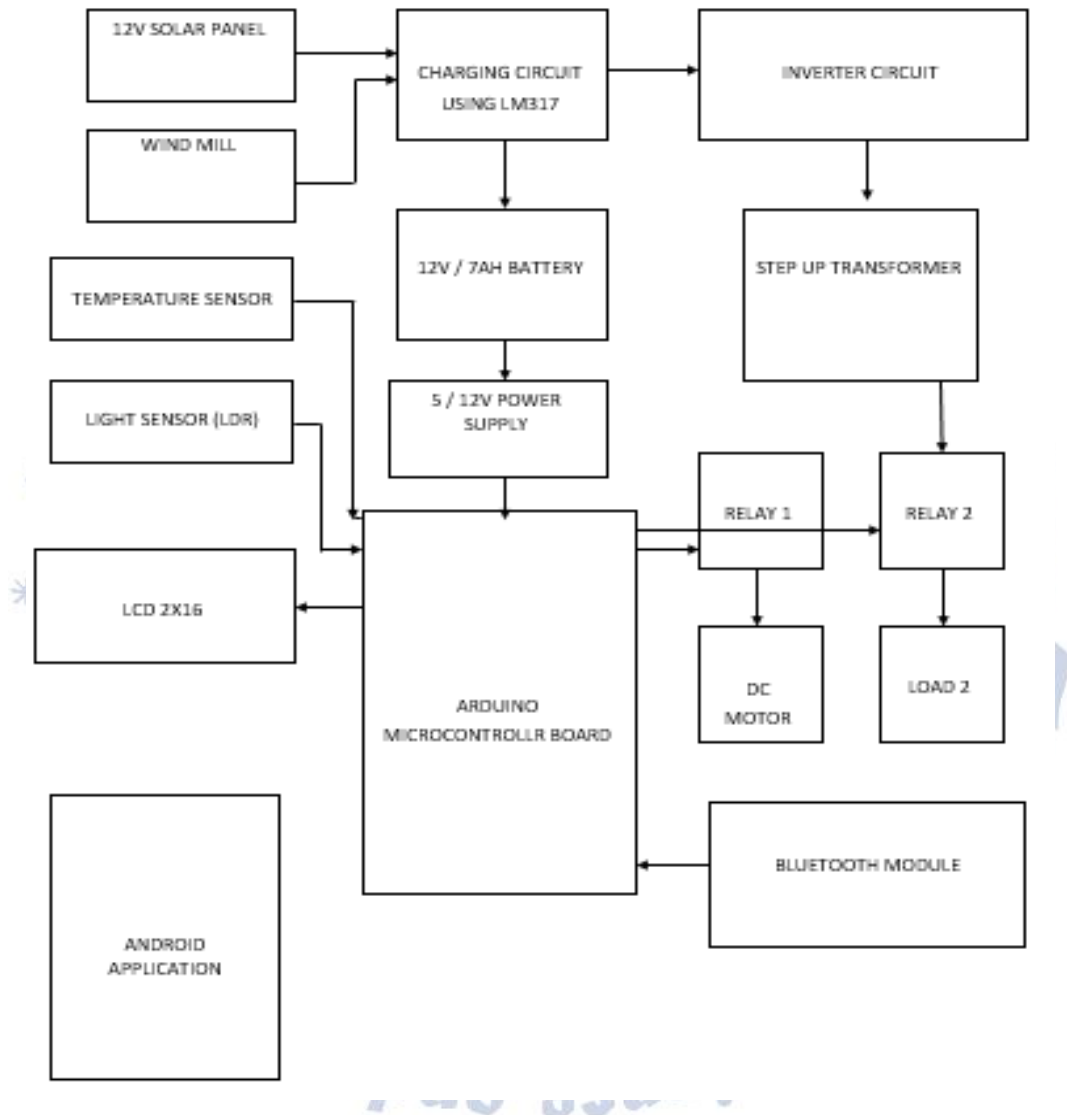 12V SOLAR PANEL
CHARGING CIRCUIT
USING LM317
INVERTER CIRCUIT
WIND MILL
12V / 7AH BATTERY
STEP UP TRANSFORMER
TEMPERATURE SENSOR
5 / 12V POWER
SUPPLY
LIGHT SENSOR (LDR)
RELAY 1
RELAY 2
LCD 2X16
ARDUINO
MICROCONTROLLR BOARD
DC
MOTOR
LOAD 2
BLUETOOTH MODULE
ANDROID
APPLICATION